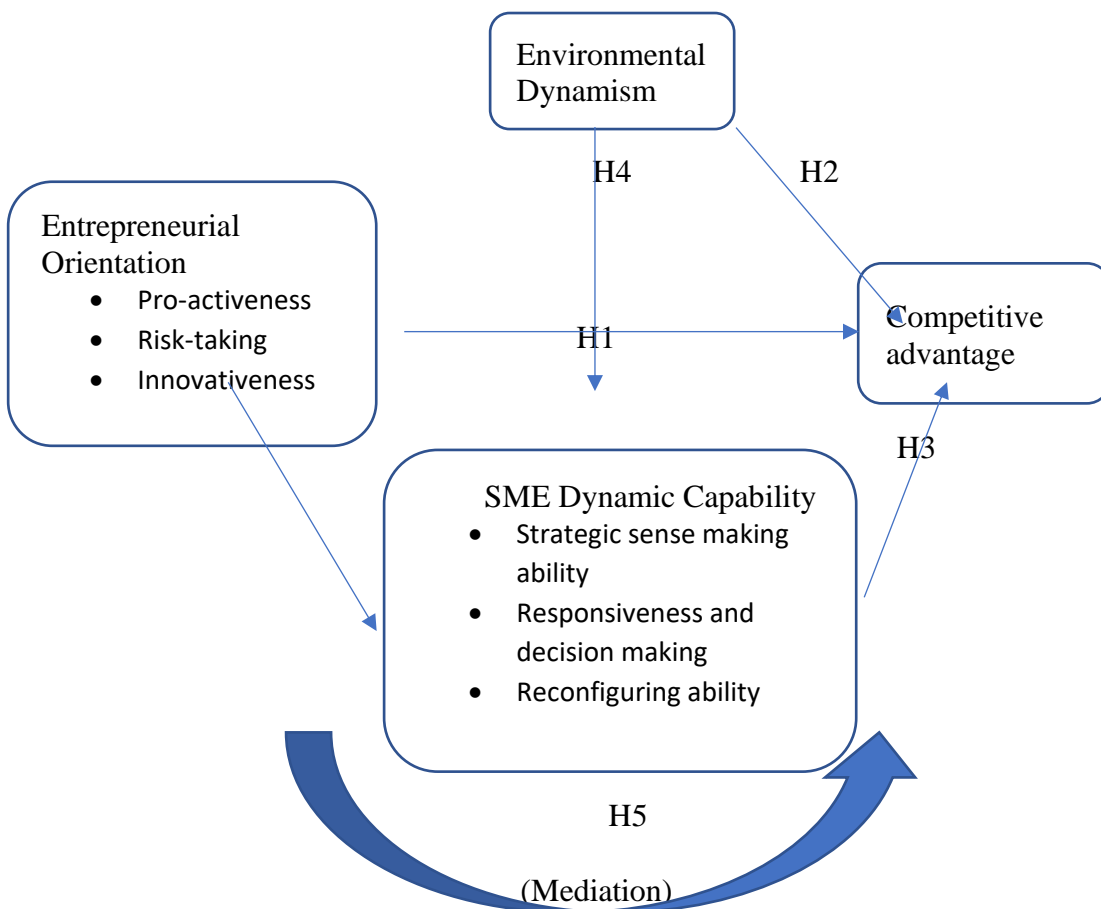 Environmental
Dynamism
H4
H2
Entrepreneurial
Orientation
• Pro-activeness
• Risk-taking
• Innovativeness
H1
Competitive
advantage
H3
SME Dynamic Capability
• Strategic sense making
ability
• Responsiveness and
decision making
• Reconfiguring ability
H5
(Mediation)